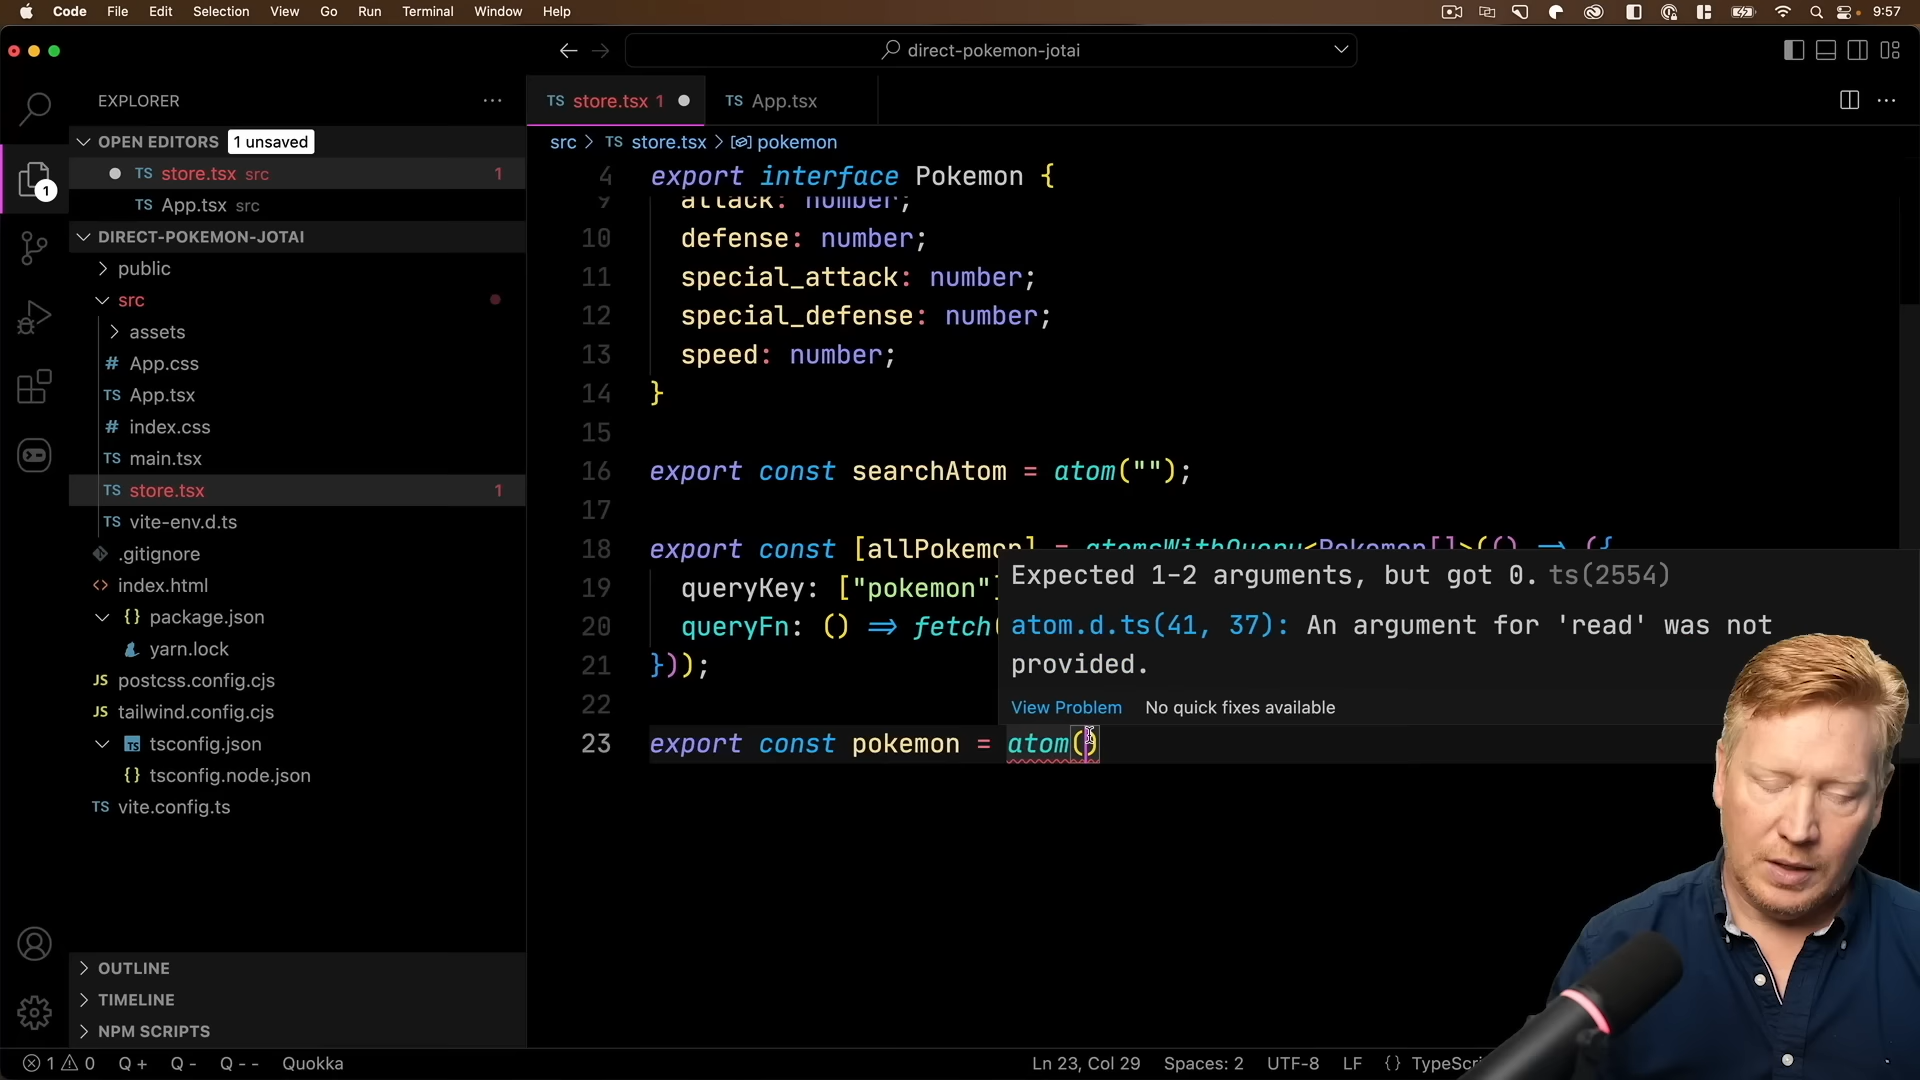 Code File Edit Selection View Go Run Terminal Window Help 9:57
direct-pokemon-jotai
EXPLORER
TS store.tsx 1 TS App.tsx
OPEN EDITORS 1 unsaved
src > TS store.tsx > pokemon
TS store.tsx src 1
TS App.tsx src
DIRECT-POKEMON-JOTAI
public
src
assets
# App.css
TS App.tsx
# index.css
TS main.tsx
TS store.tsx 1
TS vite-env.d.ts
.gitignore
<> index.html
{} package.json
yarn.lock
JS postcss.config.cjs
JS tailwind.config.cjs
TS tsconfig.json
{} tsconfig.node.json
TS vite.config.ts
OUTLINE
TIMELINE
NPM SCRIPTS
1
4 export interface Pokemon {
9 attack: number;
10 defense: number;
11 special_attack: number;
12 special_defense: number;
13 speed: number;
14 }
15
16 export const searchAtom = atom("");
17
18 export const [allPokemon] = atomsWithQuery<Pokemon[]>(() => ({
19 queryKey: ["pokemon"]
20 queryFn: () => fetch(
21 }));
22
23 export const pokemon = atom()
Expected 1-2 arguments, but got 0. ts(2554)
atom.d.ts(41, 37): An argument for 'read' was not
provided.
View Problem No quick fixes available
1 0 Q + Q - Q - - Quokka Ln 23, Col 29 Spaces: 2 UTF-8 LF {}